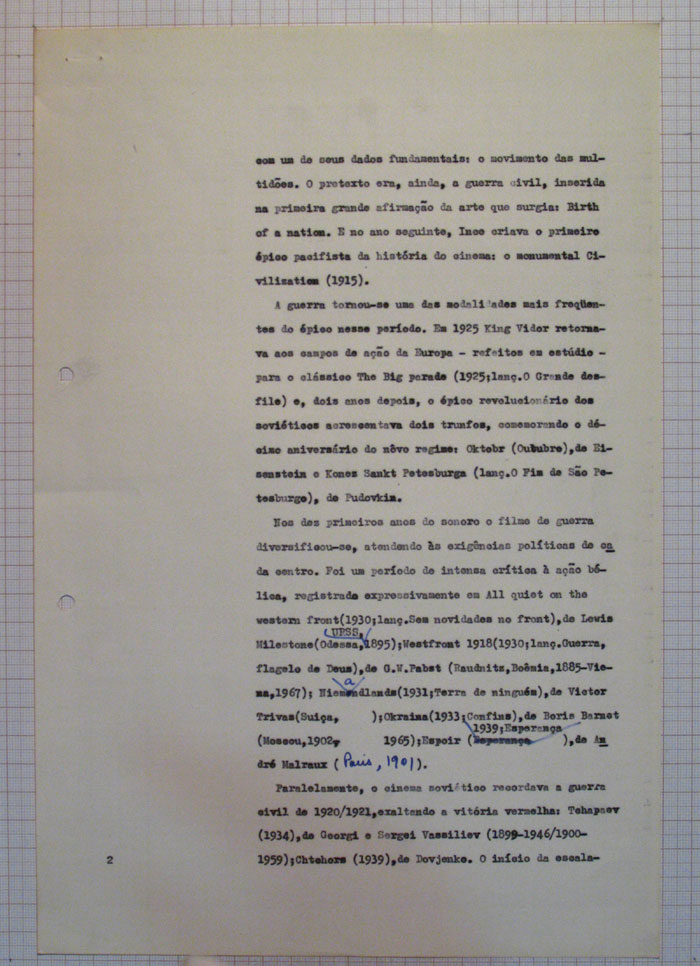 com um de seus dados fundamentais: o movimento das mul-
tidões. O pretexto era, ainda, a guerra civil, inserida
na primeira grande afirmação da arte que surgia: Birth
of a nation. E no ano seguinte, Ince criava o primeiro
épico pacifista da história do cinema: o monumental Ci-
vilization (1915).
A guerra tornou-se uma das modalidades mais freqüen-
tes do épico nesse período. Em 1925 King Vidor retorna-
va aos campos de ação da Europa - refeitos em estúdio -
para o clássico The Big parade (1925;lanç.O Grande des-
file) e, dois anos depois, o épico revolucionário dos
soviéticos acrescentava dois trunfos, comemorando o dé-
cimo aniversário do nôvo regime: Oktobr (Outubro),de Ei-
senstein e Konez Sankt Petesburga (lanç.O Fim de São Pe-
tesburgo), de Pudovkin.
Nos dez primeiros anos do sonoro o filme de guerra
diversificou-se, atendendo às exigências políticas de ca
da centro. Foi um período de intensa crítica à ação bé-
lica, registrada expressivamente em All quiet on the
western front(1930;lanç.Sem novidades no front),de Lewis
URSS,
Milestone(Odessa,1895);Westfront 1918(1930;lanç.Guerra,
flagelo de Deus),de G.W.Pabst (Raudnitz,Boêmia,1885-Vie-
a
na,1967); Niemendlands(1931;Terra de ninguém),de Victor
Trivas(Suiça, );Okraina(1933;Confins),de Boris Barnet
1939;Esperança
(Moscou,1902, 1965);Espoir (Esperança ),de An
dré Malraux (Paris, 1901).
Paralelamente, o cinema soviético recordava a guerra
civil de 1920/1921,exaltando a vitória vermelha: Tchapaev
(1934),de Georgi e Sergei Vassiliev (1899-1946/1900-
1959);Chtchors (1939),de Dovjenko. O início da escala-
2